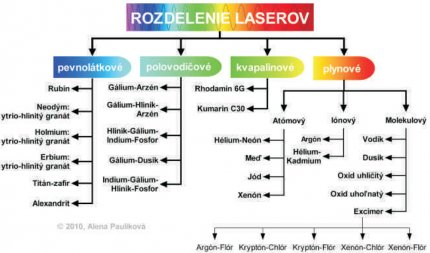 ROZDELENIE LASEROV
pevnolátkové
polovodičové
kvapalinové
plynové
Rubín
Neodým:
ytrio-hlinitý granát
Holmium:
ytrio-hlinitý granát
Erbium:
ytrio-hlinitý granát
Titán-zafir
Alexandrit
Gálium-Arzén
Gálium-Hliník-
Arzén
Hliník-Gálium-
Indium-Fosfor
Gálium-Dusík
Indium-Gálium-
Hliník-Fosfor
Rhodamin 6G
Kumarin C30
Atómový
Iónový
Molekulový
Hélium-Neón
Meď
Jód
Xenón
Argón
Hélium-
Kadmium
Vodík
Dusík
Oxid uhličitý
Oxid uhoľnatý
Excimer
Argón-Flór
Kryptón-Chlór
Kryptón-Flór
Xenón-Chlór
Xenón-Flór
© 2010, Alena Paulíková